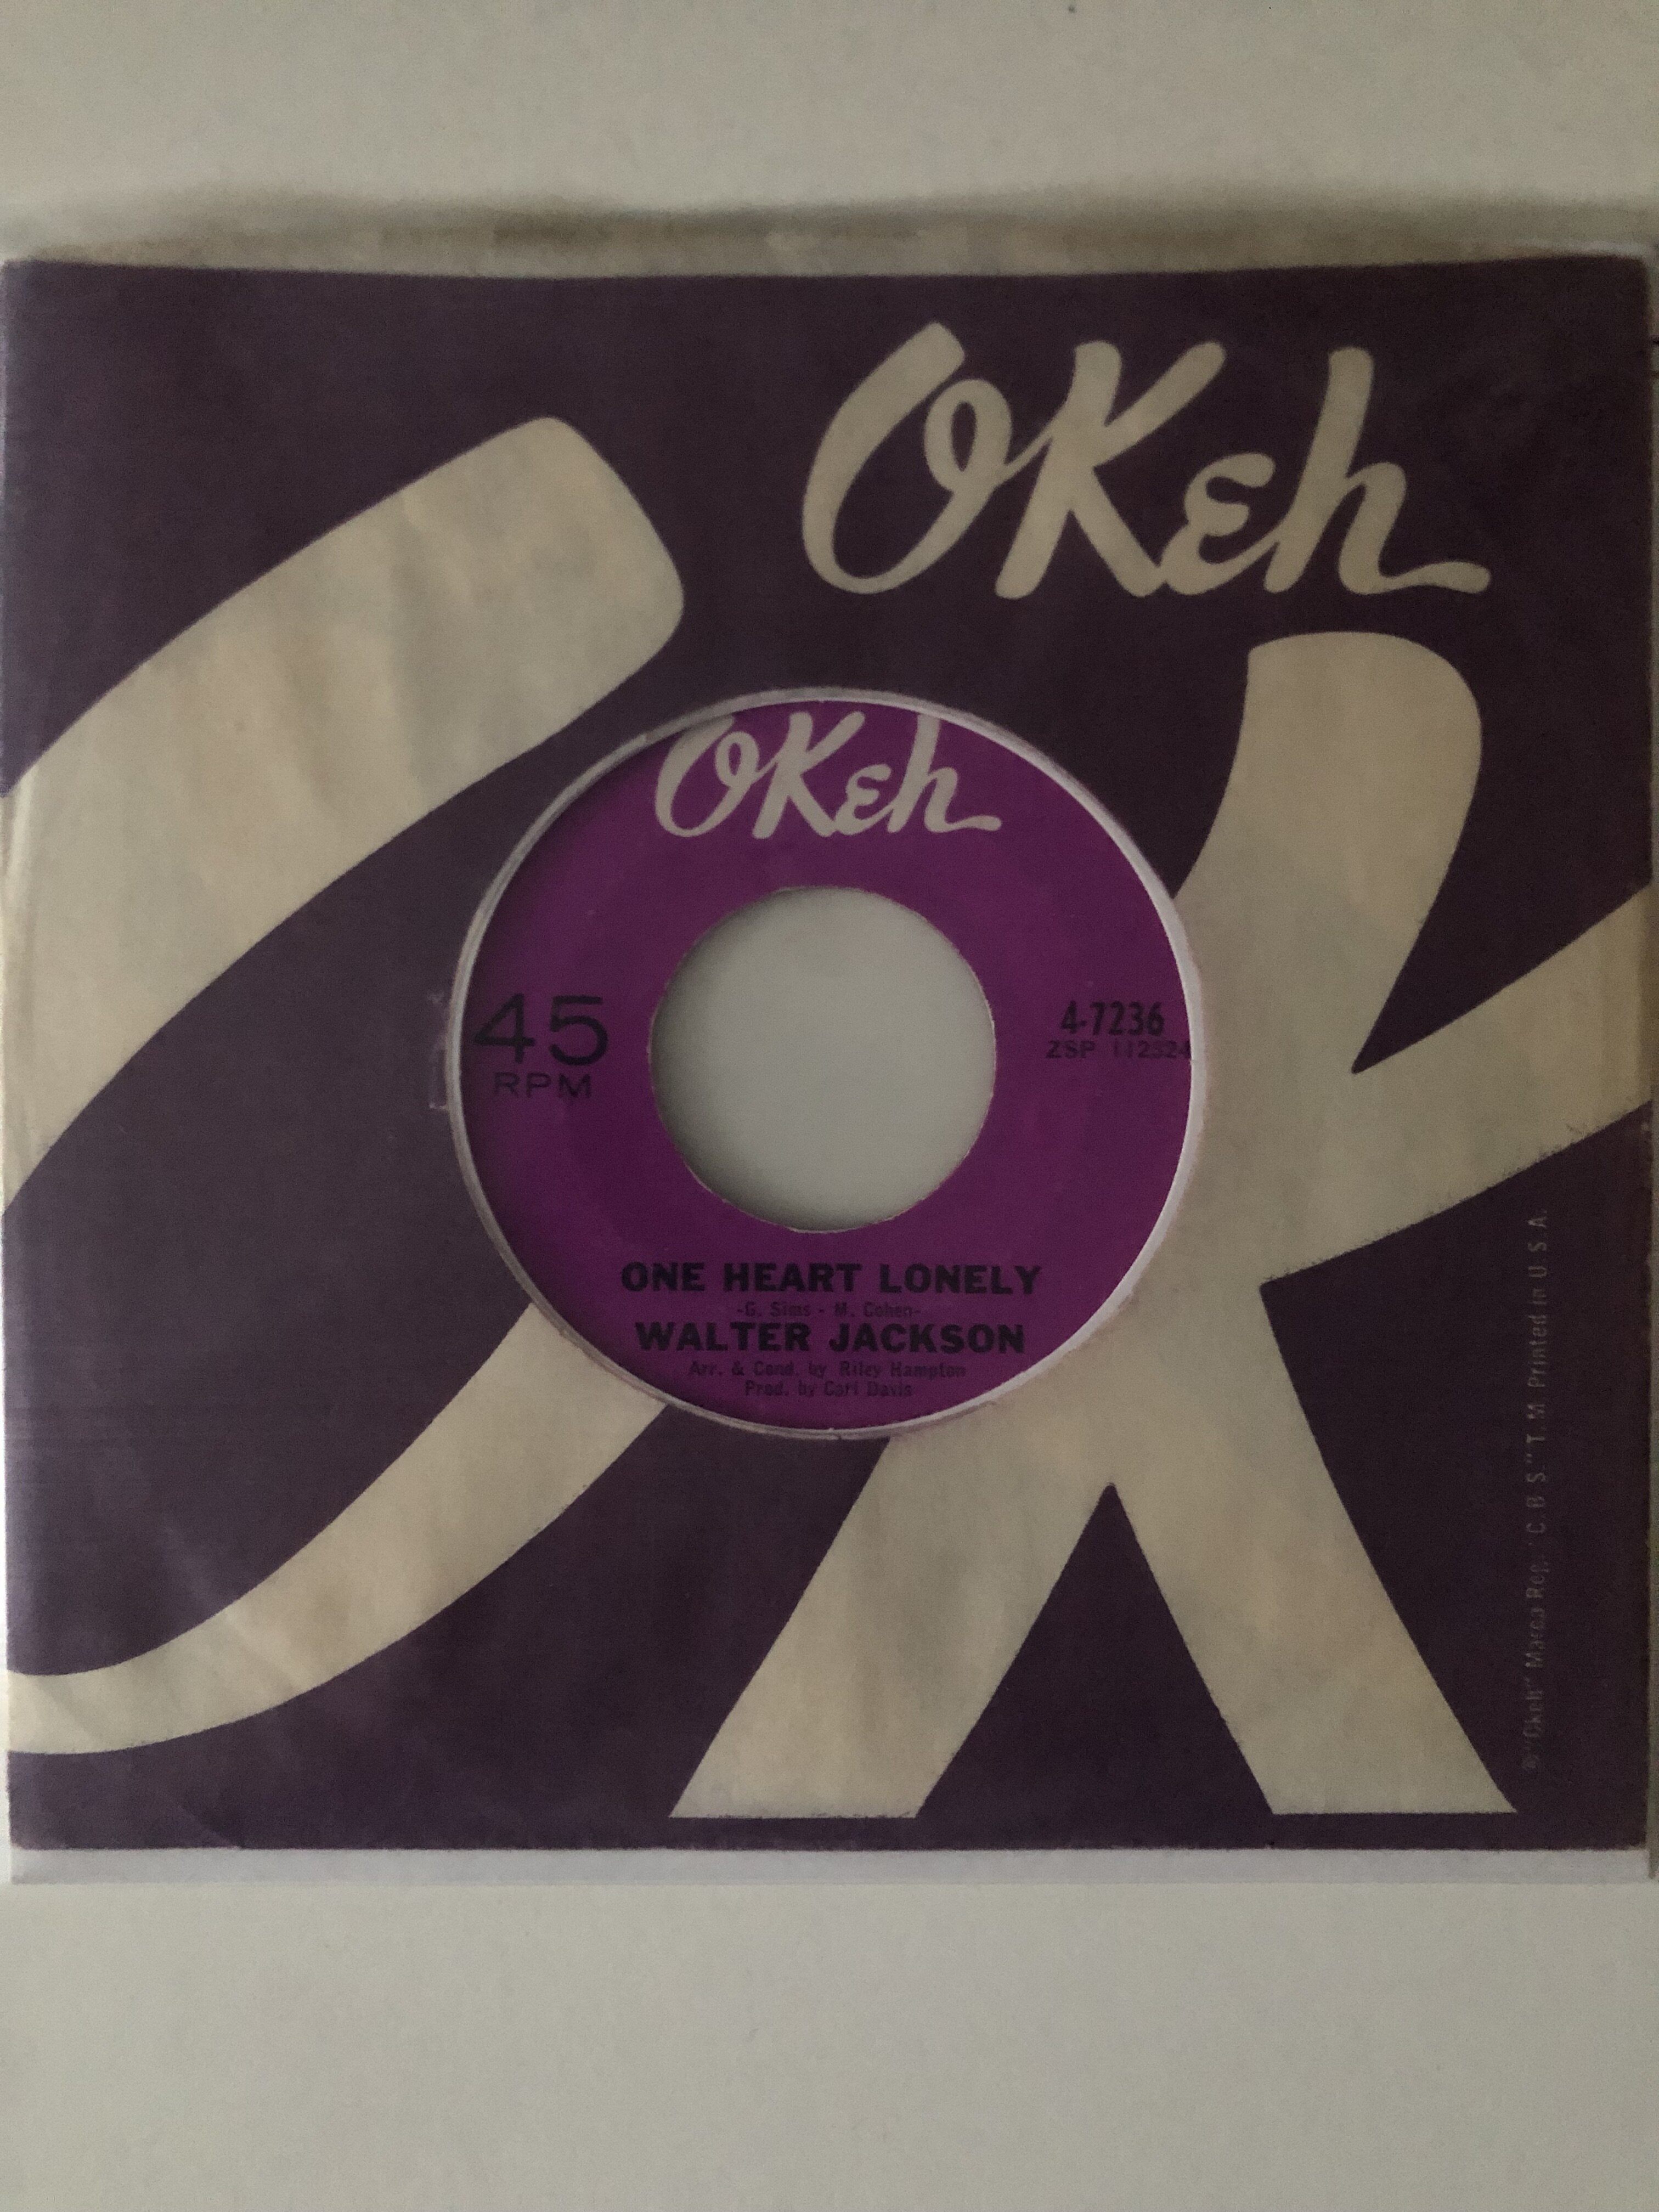 OKeh
OKeh
45
RPM
4-7236
ZSP 112324
ONE HEART LONELY
-G. Sims - M. Cohen-
WALTER JACKSON
Arr. & Cond. by Riley Hampton
Prod. by Carl Davis
®"Okeh" Marca Reg. "C.B.S." T.M. Printed in U.S.A.